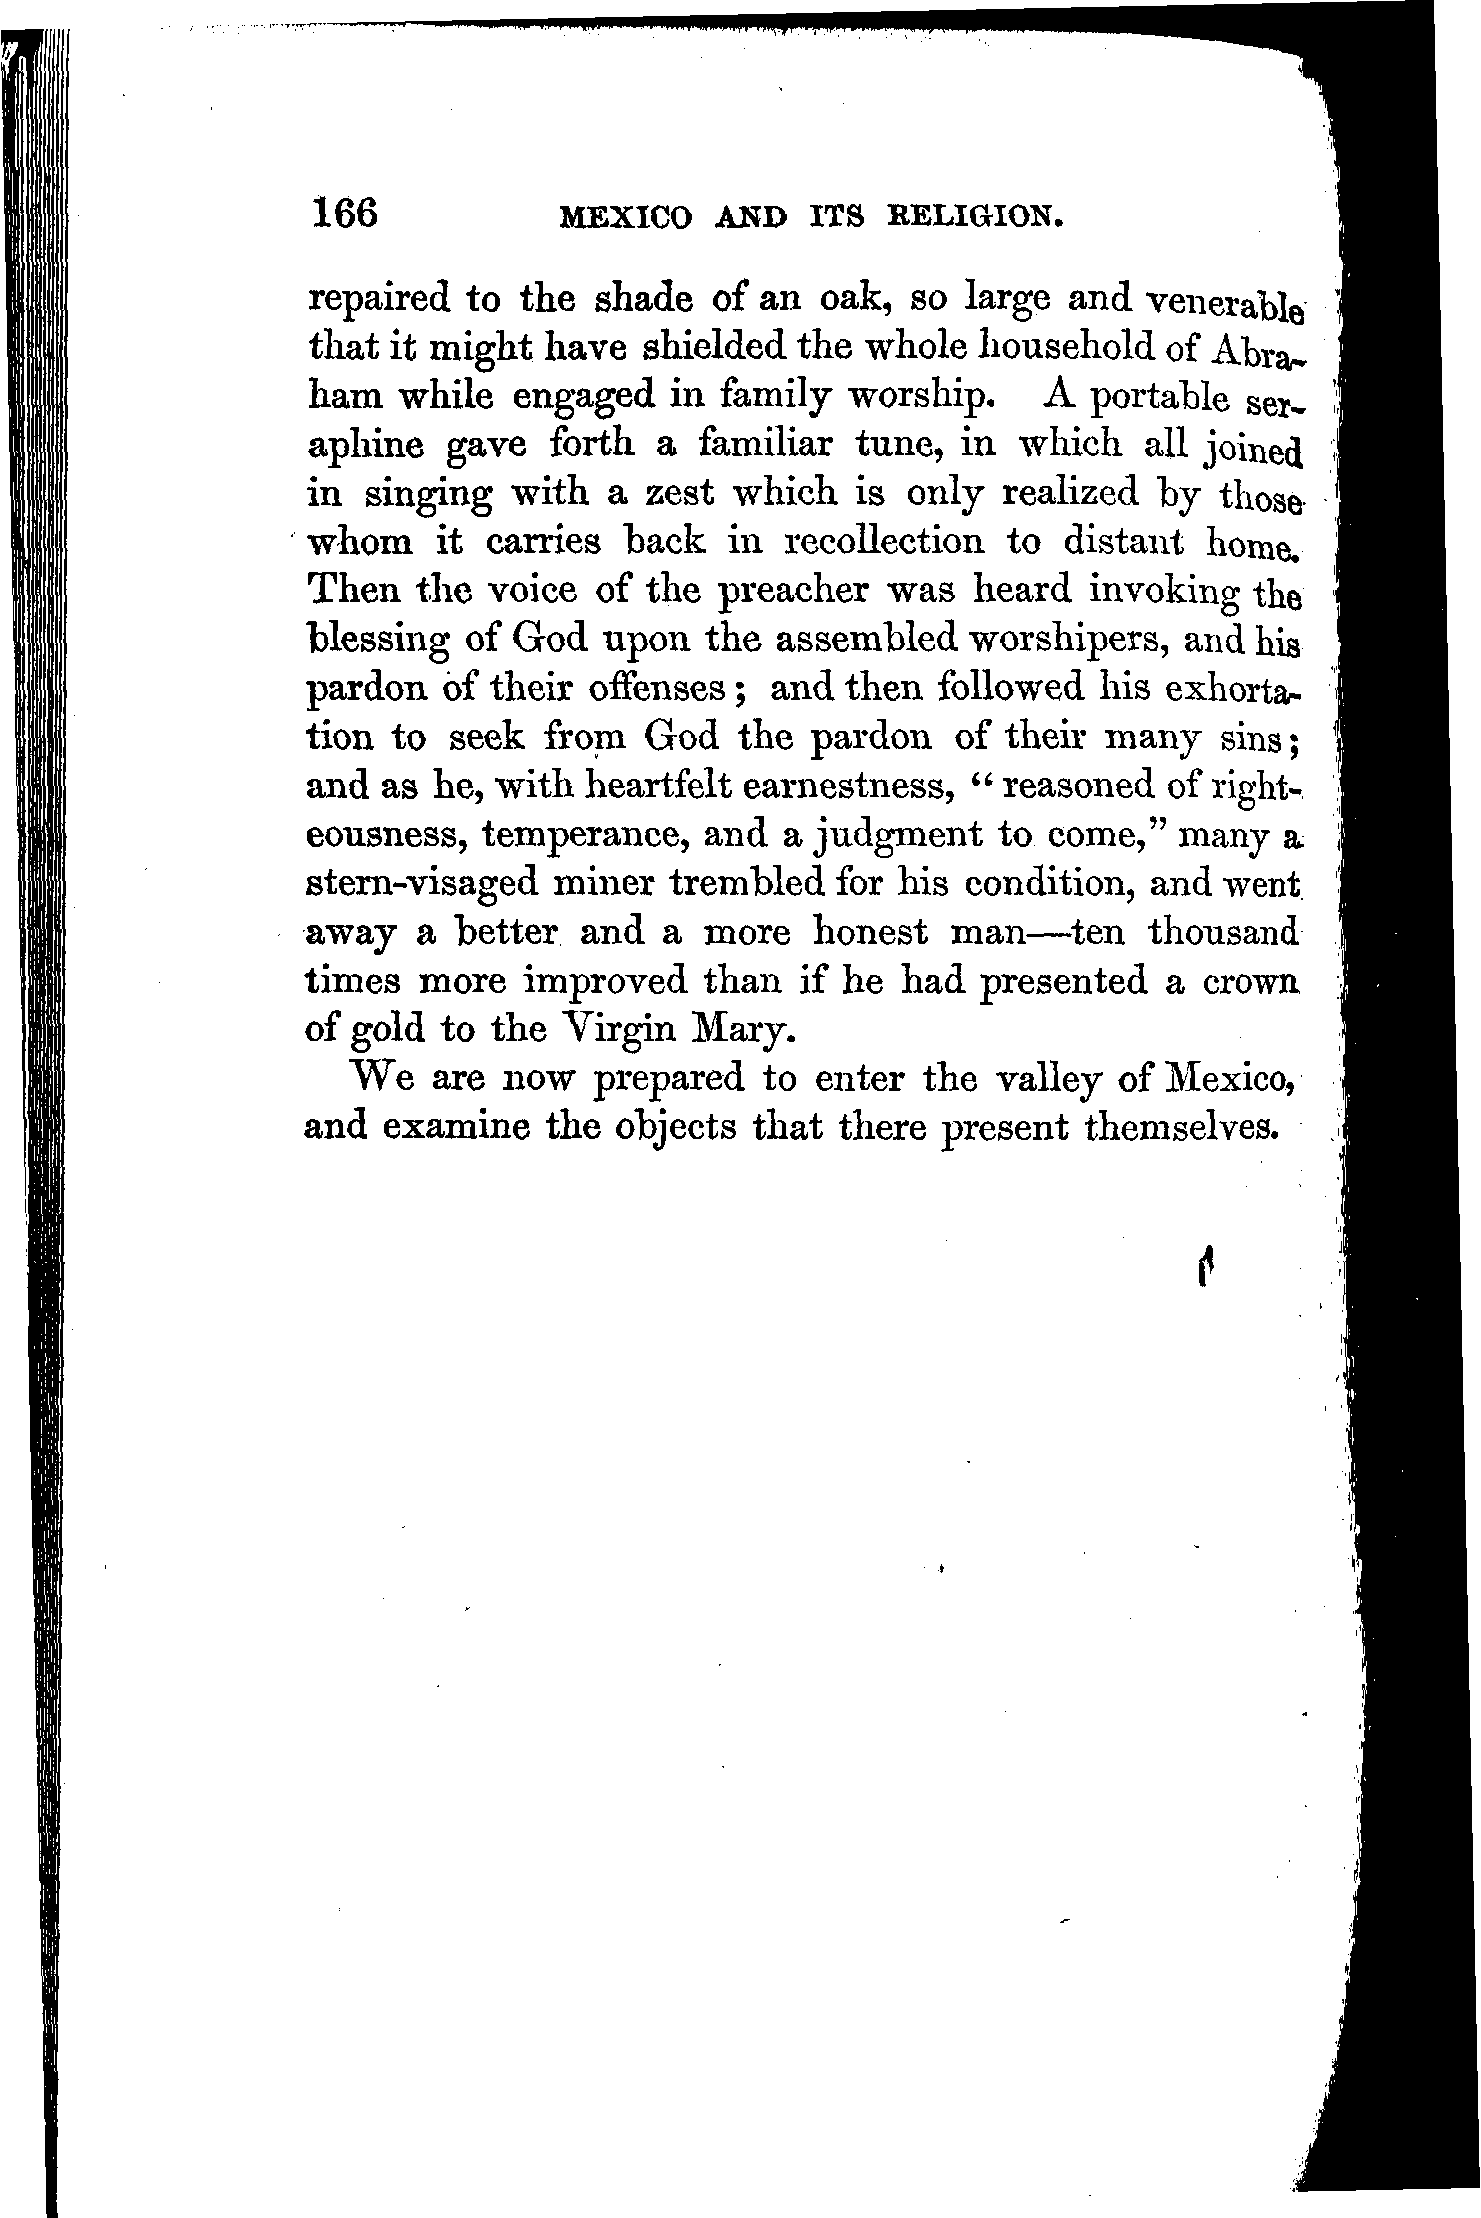 166 MEXICO AND ITS RELIGION.
repaired to the shade of an oak, so large and venerable
that it might have shielded the whole household of Abra-
ham while engaged in family worship. A portable ser-
aphine gave forth a familiar tune, in which all joined
in singing with a zest which is only realized by those
whom it carries back in recollection to distant home.
Then the voice of the preacher was heard invoking the
blessing of God upon the assembled worshipers, and his
pardon of their offenses; and then followed his exhorta-
tion to seek from God the pardon of their many sins;
and as he, with heartfelt earnestness, "reasoned of right-
eousness, temperance, and a judgment to come," many a
stern-visaged miner trembled for his condition, and went
away a better and a more honest man—ten thousand
times more improved than if he had presented a crown
of gold to the Virgin Mary.
We are now prepared to enter the valley of Mexico,
and examine the objects that there present themselves.